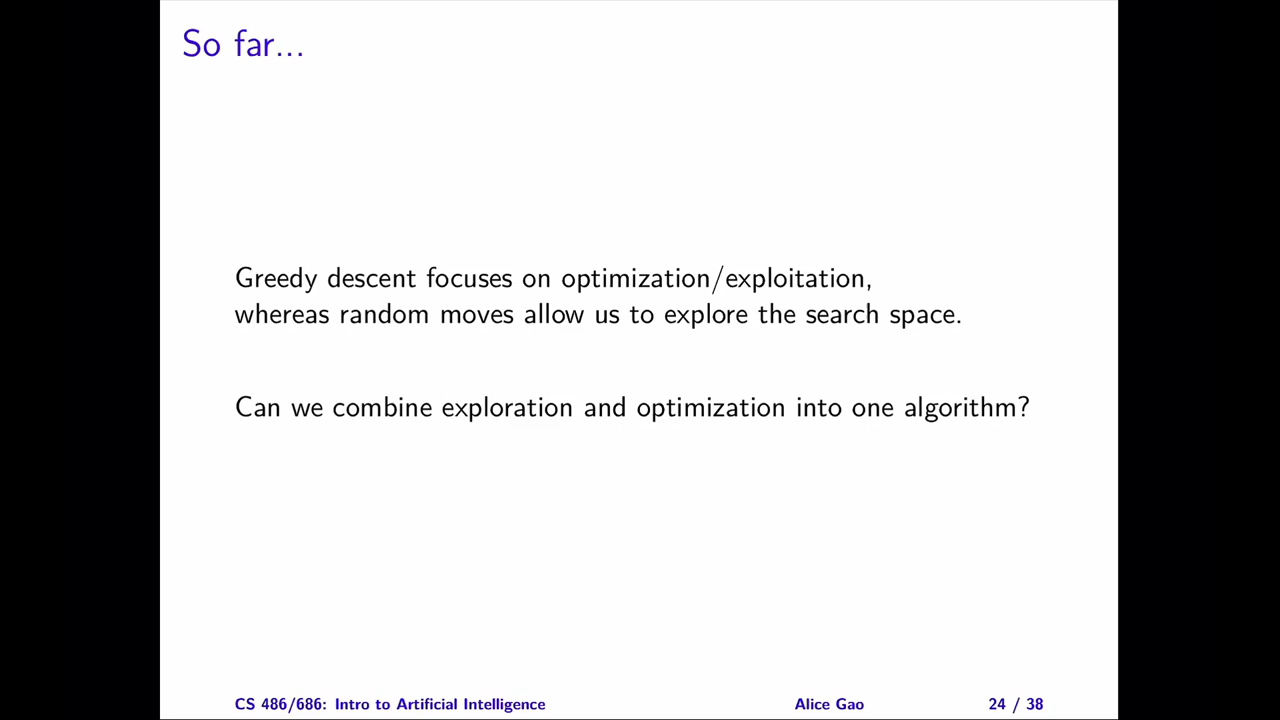 So far...
Greedy descent focuses on optimization/exploitation,
whereas random moves allow us to explore the search space.
Can we combine exploration and optimization into one algorithm?
CS 486/686: Intro to Artificial Intelligence Alice Gao 24 / 38